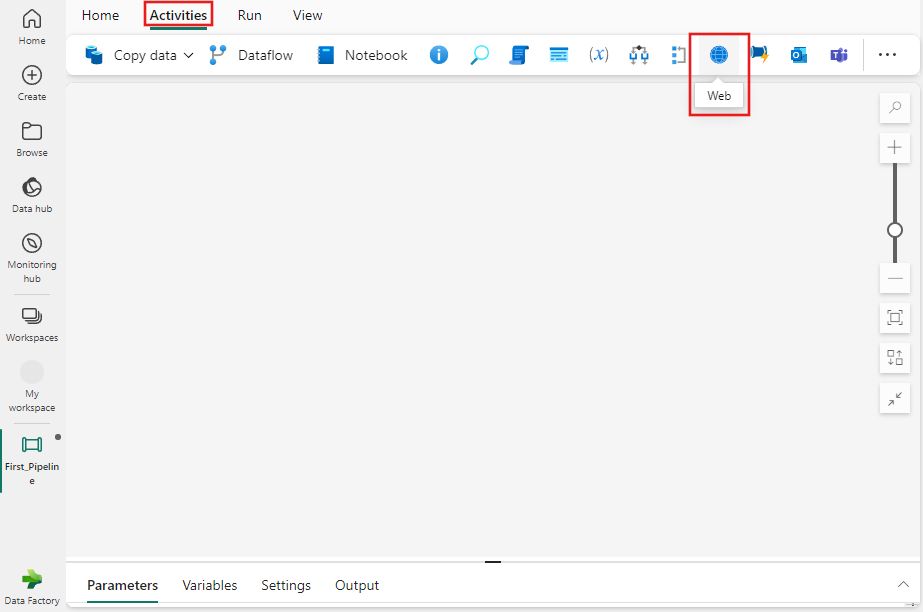 Home
Activities
Run
View
Copy data
Dataflow
Notebook
(x)
Web
Home
Create
Browse
Data hub
Monitoring
hub
Workspaces
My
workspace
First_Pipelin
e
Data Factory
Parameters
Variables
Settings
Output